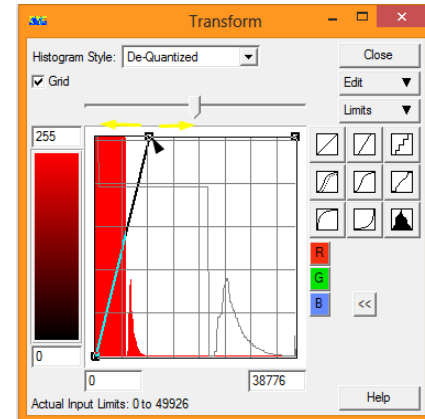 Transform
Histogram Style: De-Quantized
Close
Grid
Edit
Limits
255
R
G
B
<<
0
0
38776
Actual Input Limits: 0 to 49926
Help